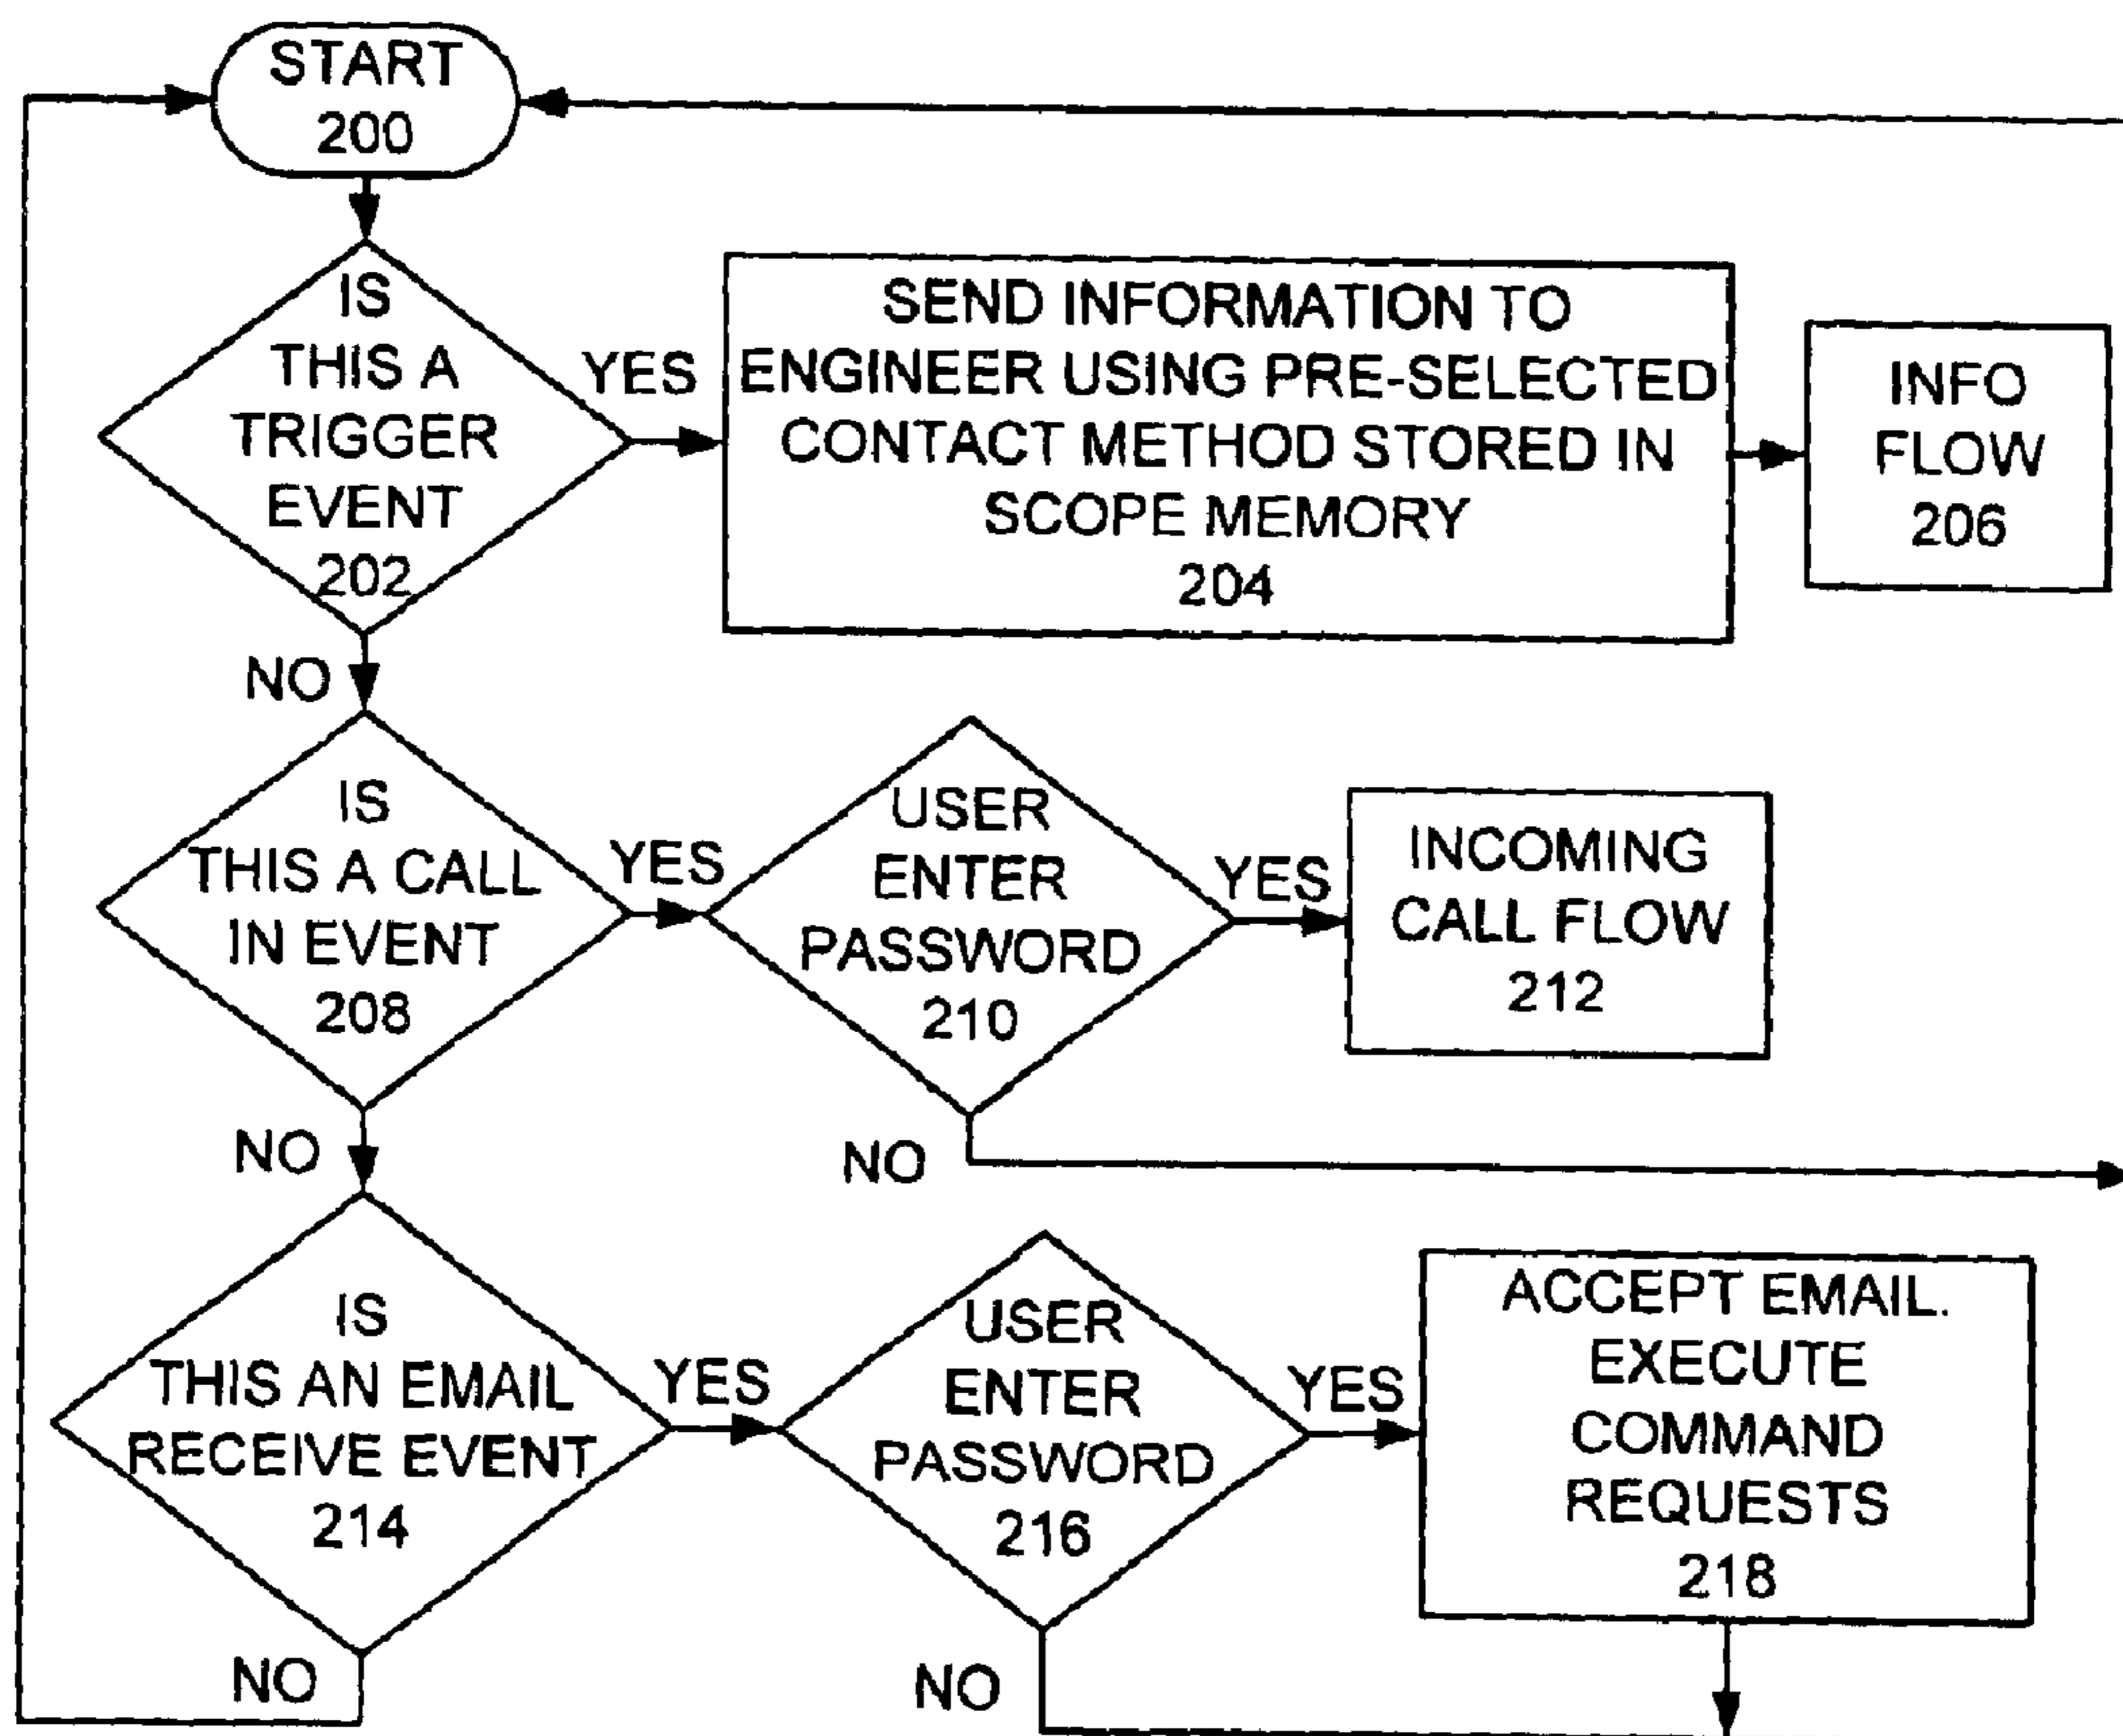 START
200
IS
THIS A
TRIGGER
EVENT
202
YES
SEND INFORMATION TO
ENGINEER USING PRE-SELECTED
CONTACT METHOD STORED IN
SCOPE MEMORY
204
INFO
FLOW
206
NO
IS
THIS A CALL
IN EVENT
208
YES
USER
ENTER
PASSWORD
210
YES
INCOMING
CALL FLOW
212
NO
NO
IS
THIS AN EMAIL
RECEIVE EVENT
214
YES
USER
ENTER
PASSWORD
216
YES
ACCEPT EMAIL.
EXECUTE
COMMAND
REQUESTS
218
NO
NO